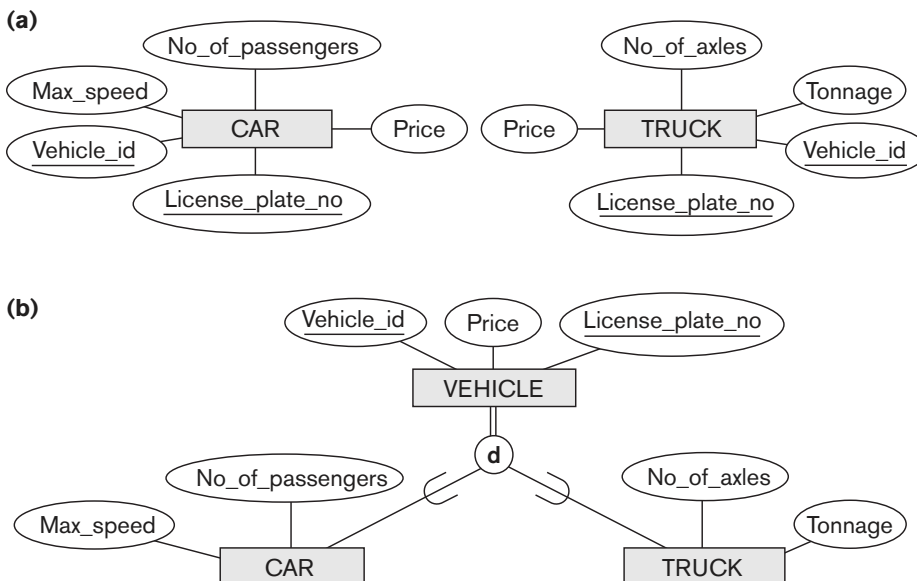 (a)
No_of_passengers
No_of_axles
Max_speed
Tonnage
CAR
Price
Price
TRUCK
Vehicle_id
Vehicle_id
License_plate_no
License_plate_no
(b)
Vehicle_id
Price
License_plate_no
VEHICLE
d
No_of_passengers
No_of_axles
Max_speed
Tonnage
CAR
TRUCK